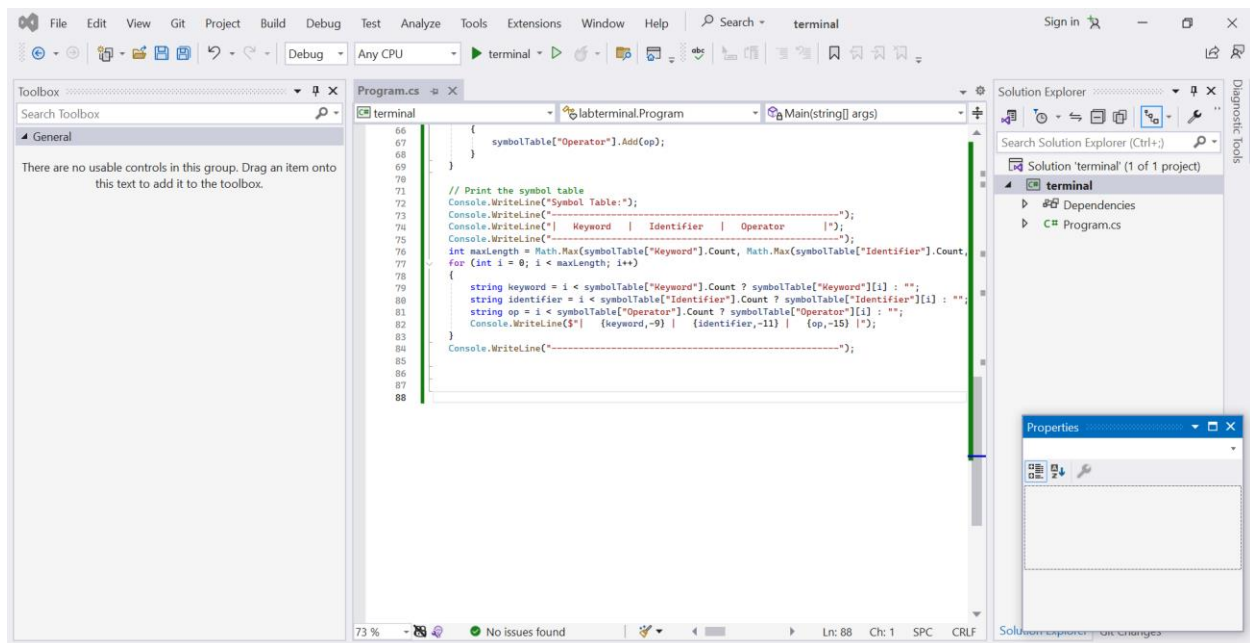 File Edit View Git Project Build Debug Test Analyze Tools Extensions Window Help Search terminal Sign in
Debug Any CPU terminal
Toolbox
Search Toolbox
General
There are no usable controls in this group. Drag an item onto
this text to add it to the toolbox.
Program.cs
terminal labterminal.Program Main(string[] args)
66 {
67 symbolTable["Operator"].Add(op);
68 }
69 }
70
71 // Print the symbol table
72 Console.WriteLine("Symbol Table:");
73 Console.WriteLine("------------------------------------------------------");
74 Console.WriteLine("|   Keyword   |   Identifier   |   Operator       |");
75 Console.WriteLine("------------------------------------------------------");
76 int maxLength = Math.Max(symbolTable["Keyword"].Count, Math.Max(symbolTable["Identifier"].Count,
77 for (int i = 0; i < maxLength; i++)
78 {
79 string keyword = i < symbolTable["Keyword"].Count ? symbolTable["Keyword"][i] : "";
80 string identifier = i < symbolTable["Identifier"].Count ? symbolTable["Identifier"][i] : "";
81 string op = i < symbolTable["Operator"].Count ? symbolTable["Operator"][i] : "";
82 Console.WriteLine($"|   {keyword,-9} |   {identifier,-11} |   {op,-15} |");
83 }
84 Console.WriteLine("------------------------------------------------------");
85
86
87
88
73 % No issues found Ln: 88 Ch: 1 SPC CRLF
Solution Explorer
Search Solution Explorer (Ctrl+;)
Solution 'terminal' (1 of 1 project)
terminal
Dependencies
C# Program.cs
Properties
Solution Explorer Git Changes
Diagnostic Tools